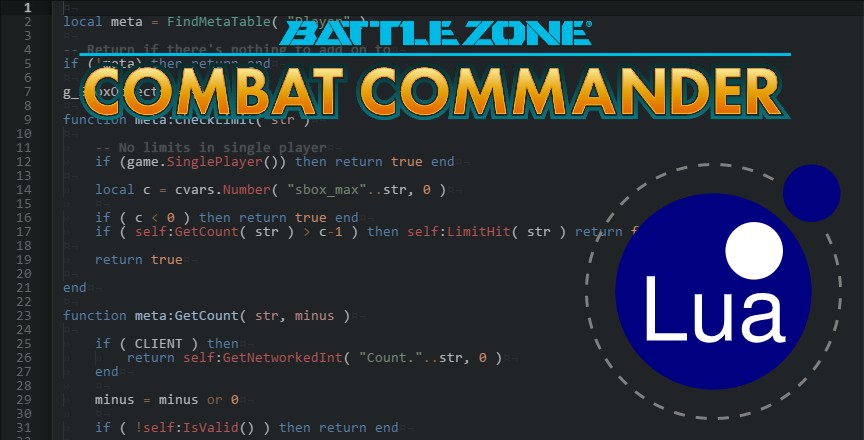 1
2 local meta = FindMetaTable( "Player" )
BATTLEZONE®
3
4 -- Return if there's nothing to add on to
5 if (!meta) then return end
6
COMBAT COMMANDER
7
8
9 function meta:CheckLimit( str )
10
11 -- No limits in single player
12 if (game.SinglePlayer()) then return true end
13
14 local c = cvars.Number( "sbox_max"..str, 0 )
15
16 if ( c < 0 ) then return true end
17 if ( self:GetCount( str ) > c-1 ) then self:LimitHit( str ) return
18
19 return true
20
21 end
22
23 function meta:GetCount( str, minus )
24
25 if ( CLIENT ) then
26 return self:GetNetworkedInt( "Count."..str, 0 )
27 end
28
29 minus = minus or 0
30
31 if ( !self:IsValid() ) then return end
Lua